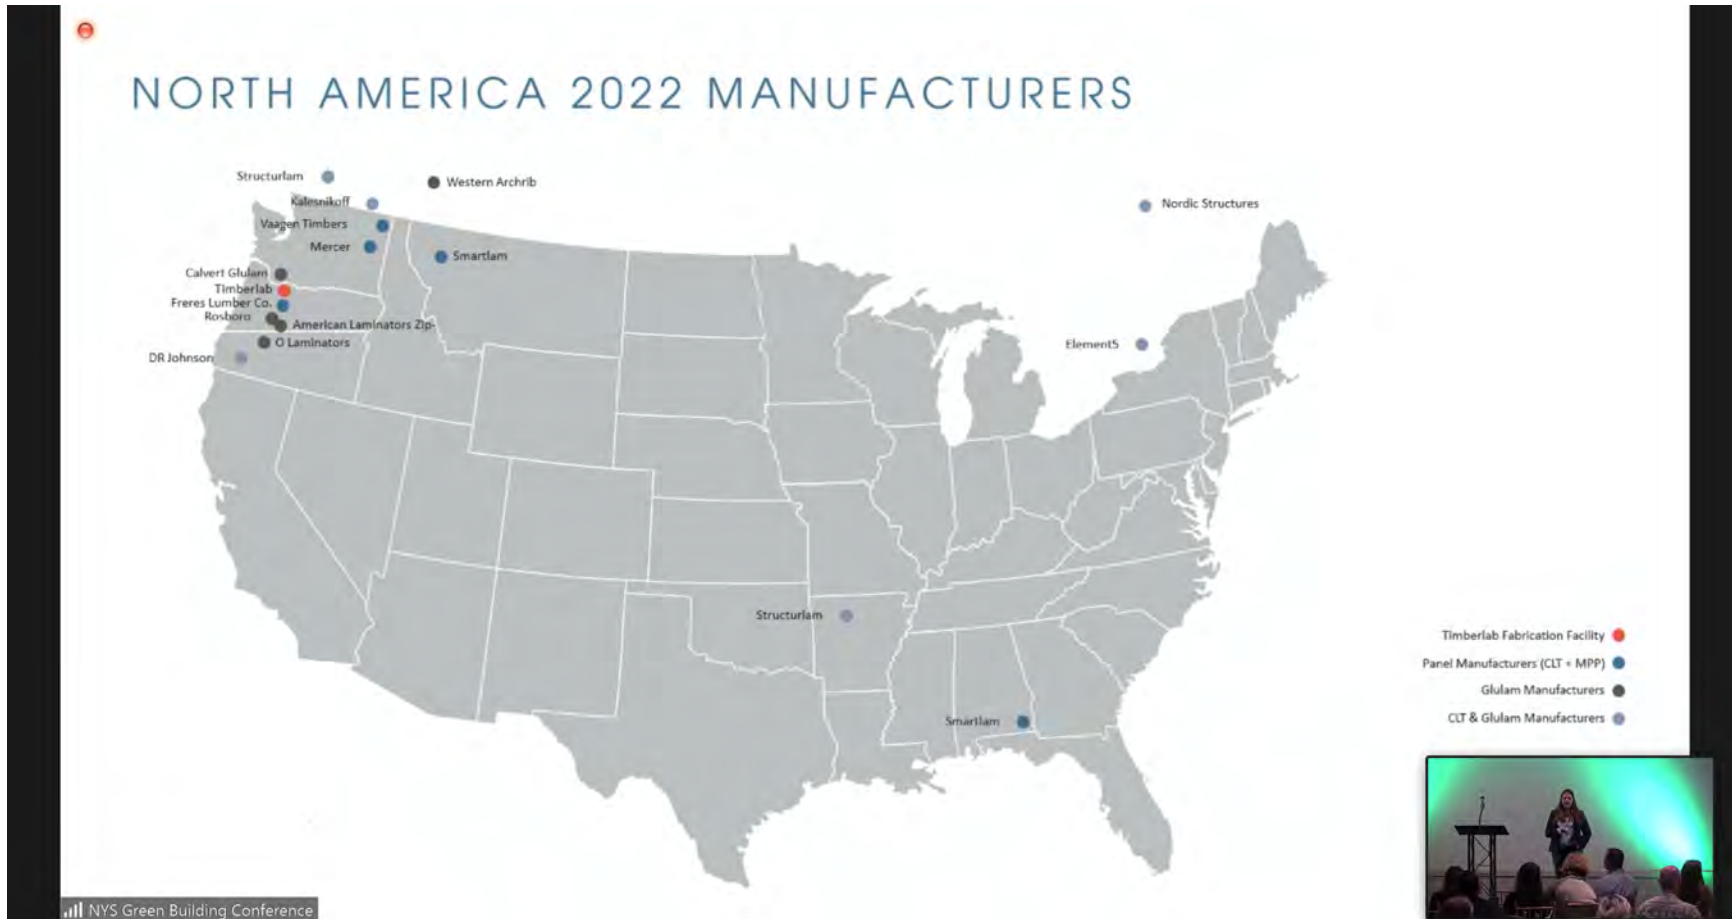 NORTH AMERICA 2022 MANUFACTURERS
Structurlam
Western Archrib
Kalesnikoff
Nordic Structures
Vaagen Timbers
Mercer
Smartlam
Calvert Glulam
Timberlab
Freres Lumber Co.
Rosboro
American Laminators Zip-
O Laminators
Element5
DR Johnson
Structurlam
Timberlab Fabrication Facility
Panel Manufacturers (CLT + MPP)
Glulam Manufacturers
CLT & Glulam Manufacturers
Smartlam
NYS Green Building Conference